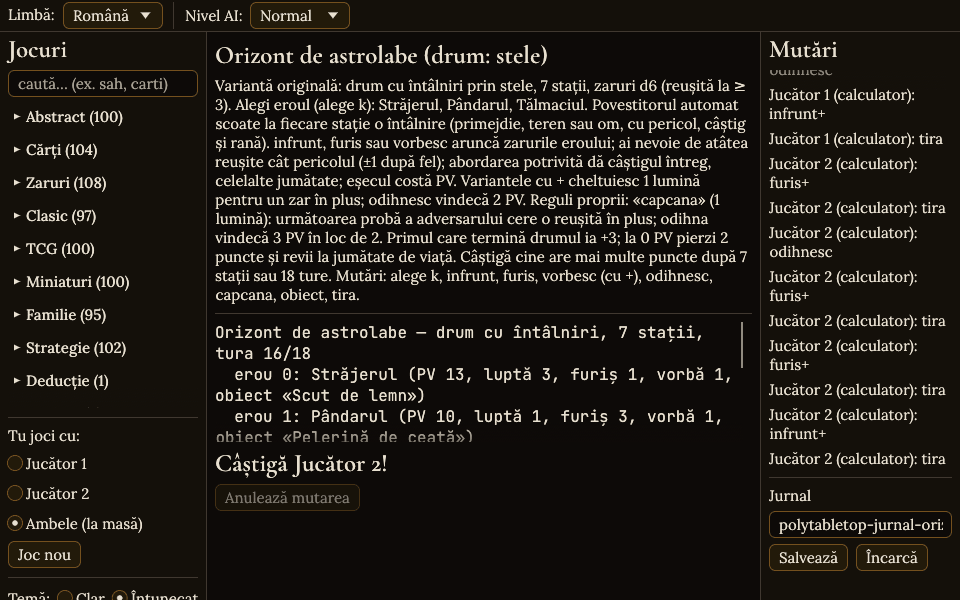 Limbă: Română ▼ Nivel AI: Normal ▼
Jocuri
caută... (ex. sah, carti)
▸ Abstract (100)
▸ Cărți (104)
▸ Zaruri (108)
▸ Clasic (97)
▸ TCG (100)
▸ Miniaturi (100)
▸ Familie (95)
▸ Strategie (102)
▸ Deducție (1)
Tu joci cu:
Jucător 1
Jucător 2
Ambele (la masă)
Joc nou
Temă: Clar Întunecat
Orizont de astrolabe (drum: stele)
Variantă originală: drum cu întâlniri prin stele, 7 stații, zaruri d6 (reușită la ≥
3). Alegi eroul (alege k): Străjerul, Pândarul, Tălmaciul. Povestitorul automat
scoate la fiecare stație o întâlnire (primejdie, teren sau om, cu pericol, câștig
și rană). infrunt, furis sau vorbesc aruncă zarurile eroului; ai nevoie de atâtea
reușite cât pericolul (±1 după fel); abordarea potrivită dă câștigul întreg,
celelalte jumătate; eșecul costă PV. Variantele cu + cheltuiesc 1 lumină
pentru un zar în plus; odihnesc vindecă 2 PV. Reguli proprii: «capcana» (1
lumină): următoarea probă a adversarului cere o reușită în plus; odihna
vindecă 3 PV în loc de 2. Primul care termină drumul ia +3; la 0 PV pierzi 2
puncte și revii la jumătate de viață. Câștigă cine are mai multe puncte după 7
stații sau 18 ture. Mutări: alege k, infrunt, furis, vorbesc (cu +), odihnesc,
capcana, obiect, tira.
Orizont de astrolabe — drum cu întâlniri, 7 stații,
tura 16/18
erou 0: Străjerul (PV 13, luptă 3, furiș 1, vorbă 1,
obiect «Scut de lemn»)
erou 1: Pândarul (PV 10, luptă 1, furiș 3, vorbă 1,
obiect «Pelerină de ceață»)
Câștigă Jucător 2!
Anulează mutarea
Mutări
odihnesc
Jucător 1 (calculator):
infrunt+
Jucător 1 (calculator): tira
Jucător 2 (calculator):
furis+
Jucător 2 (calculator): tira
Jucător 2 (calculator):
odihnesc
Jucător 2 (calculator):
furis+
Jucător 2 (calculator): tira
Jucător 2 (calculator):
furis+
Jucător 2 (calculator): tira
Jucător 2 (calculator):
infrunt+
Jucător 2 (calculator): tira
Jurnal
polytabletop-jurnal-ori
Salvează Încarcă